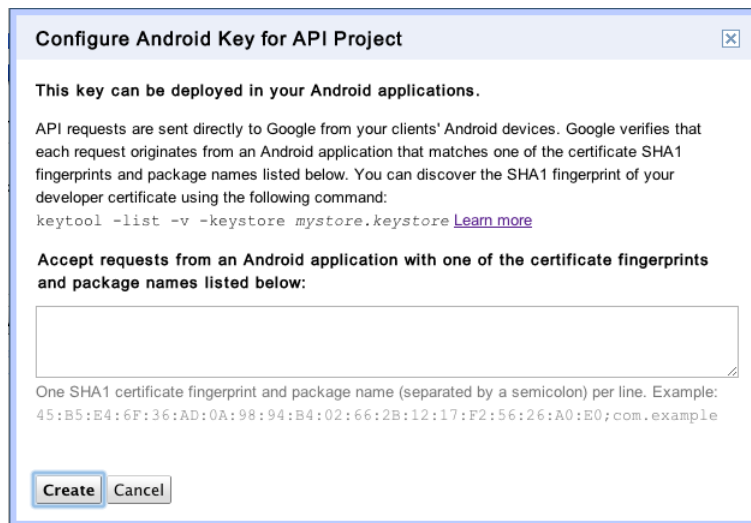 Configure Android Key for API Project
This key can be deployed in your Android applications.
API requests are sent directly to Google from your clients' Android devices. Google verifies that
each request originates from an Android application that matches one of the certificate SHA1
fingerprints and package names listed below. You can discover the SHA1 fingerprint of your
developer certificate using the following command:
keytool -list -v -keystore mystore.keystore Learn more
Accept requests from an Android application with one of the certificate fingerprints
and package names listed below:
One SHA1 certificate fingerprint and package name (separated by a semicolon) per line. Example:
45:B5:E4:6F:36:AD:0A:98:94:B4:02:66:2B:12:17:F2:56:26:A0:E0;com.example
Create Cancel